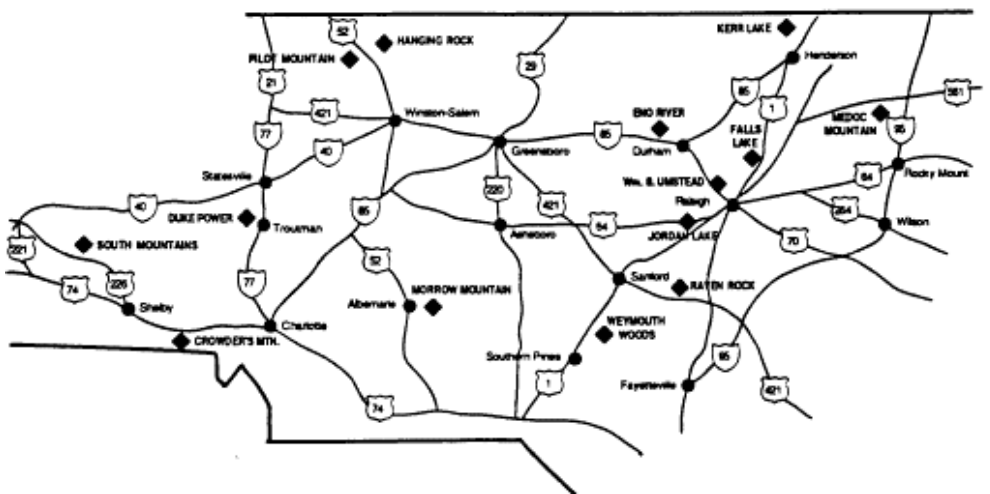 52
HANGING ROCK
KERR LAKE
PILOT MOUNTAIN
Henderson
29
21
85
561
421
Winston-Salem
1
ENO RIVER
MEDOC
MOUNTAIN
77
85
FALLS
LAKE
95
40
Greensboro
Durham
Statesville
220
Wm. B. UMSTEAD
64
Rocky Mount
40
DUKE POWER
85
421
Raleigh
264
Troutman
Asheboro
64
JORDAN LAKE
Wilson
221
SOUTH MOUNTAINS
70
52
226
77
Sanford
RAVEN ROCK
74
MORROW MOUNTAIN
Shelby
Albemarle
Charlotte
WEYMOUTH
WOODS
CROWDER'S MTN.
Southern Pines
95
1
Fayetteville
74
421